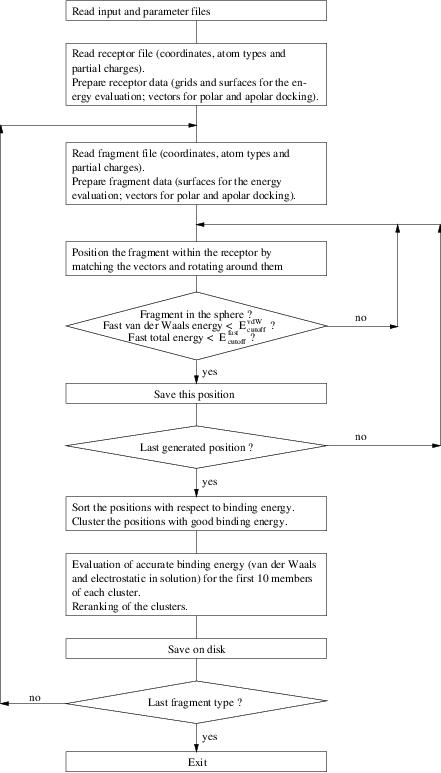 Read input and parameter files
Read receptor file (coordinates, atom types and
partial charges).
Prepare receptor data (grids and surfaces for the en-
ergy evaluation; vectors for polar and apolar docking).
Read fragment file (coordinates, atom types and
partial charges).
Prepare fragment data (surfaces for the energy
evaluation; vectors for polar and apolar docking).
Position the fragment within the receptor by
matching the vectors and rotating around them
Fragment in the sphere ?
Fast van der Waals energy < E vdW cutoff ?
Fast total energy < E fast cutoff ?
no
yes
Save this position
Last generated position ?
no
yes
Sort the positions with respect to binding energy.
Cluster the positions with good binding energy.
Evaluation of accurate binding energy (van der Waals
and electrostatic in solution) for the first 10 members
of each cluster.
Reranking of the clusters.
Save on disk
Last fragment type ?
no
yes
Exit